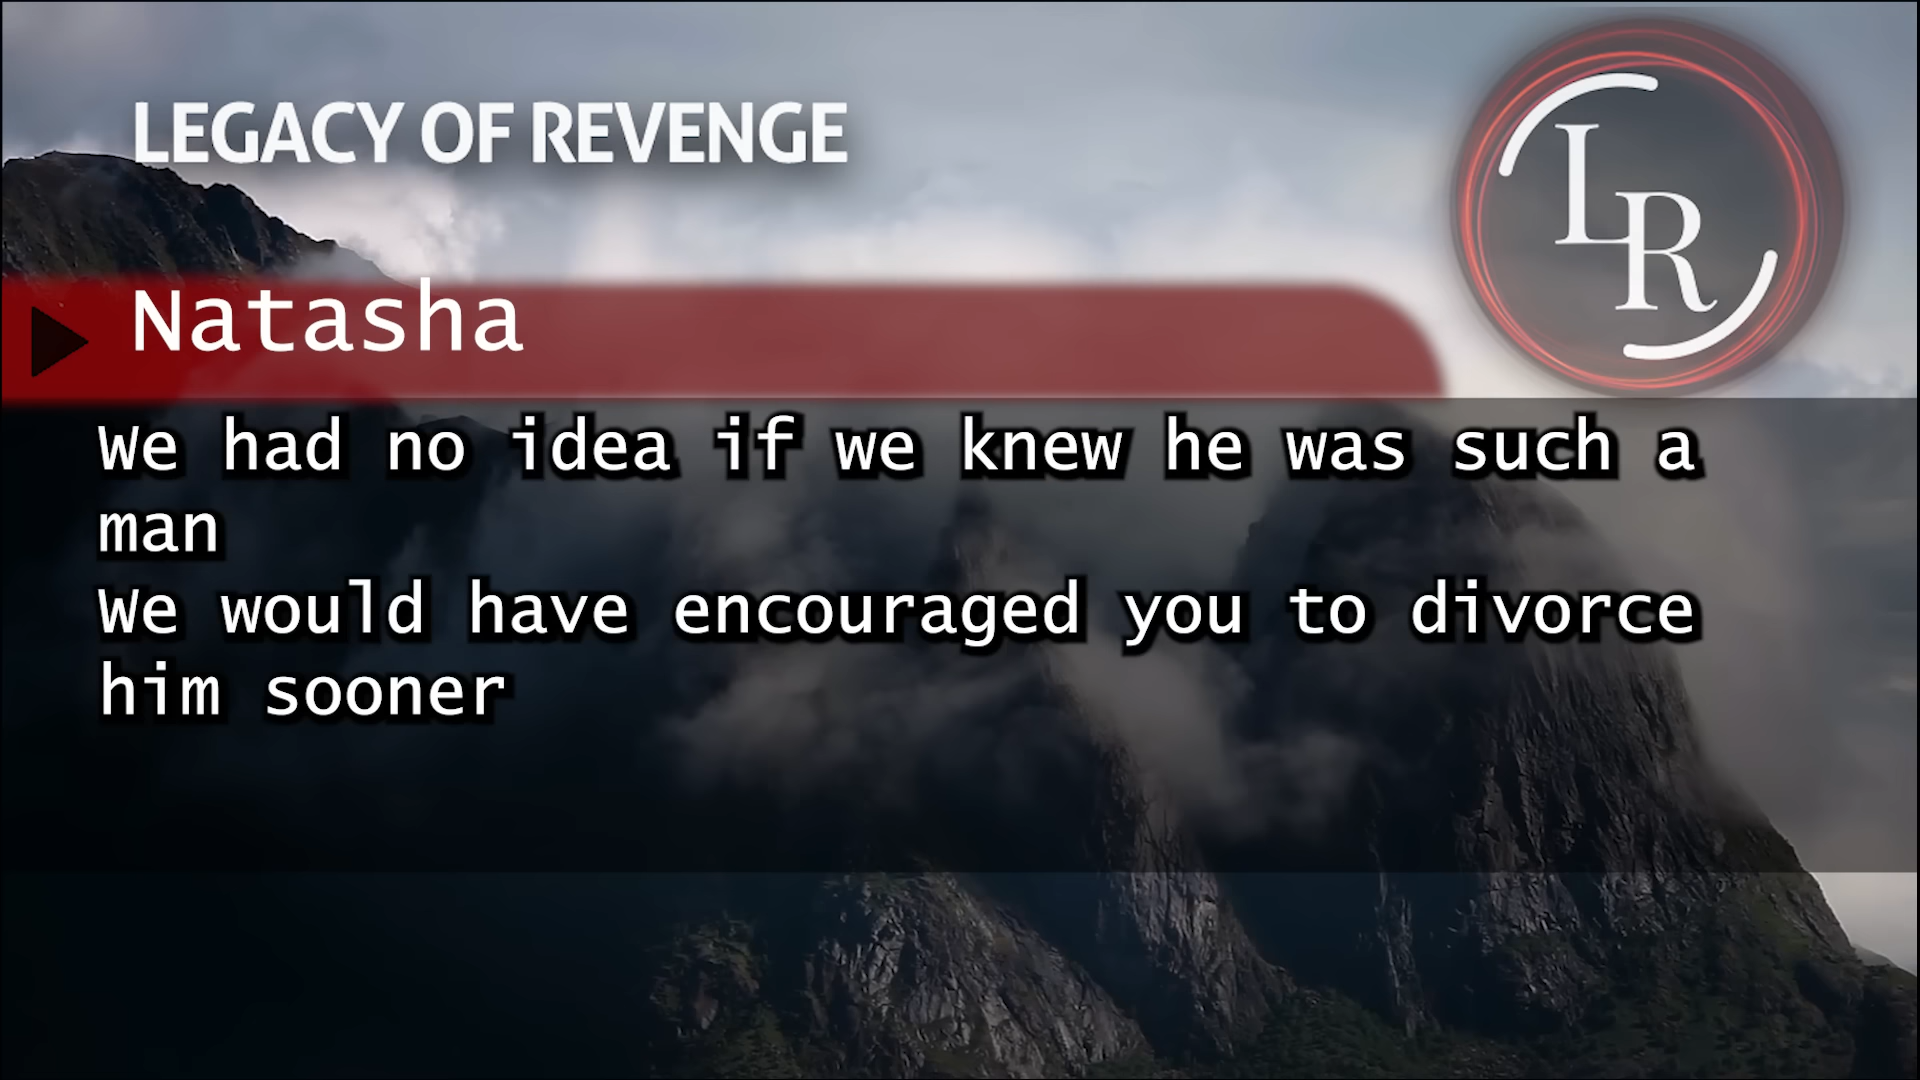 LEGACY OF REVENGE
LR
Natasha
We had no idea if we knew he was such a
man
We would have encouraged you to divorce
him sooner